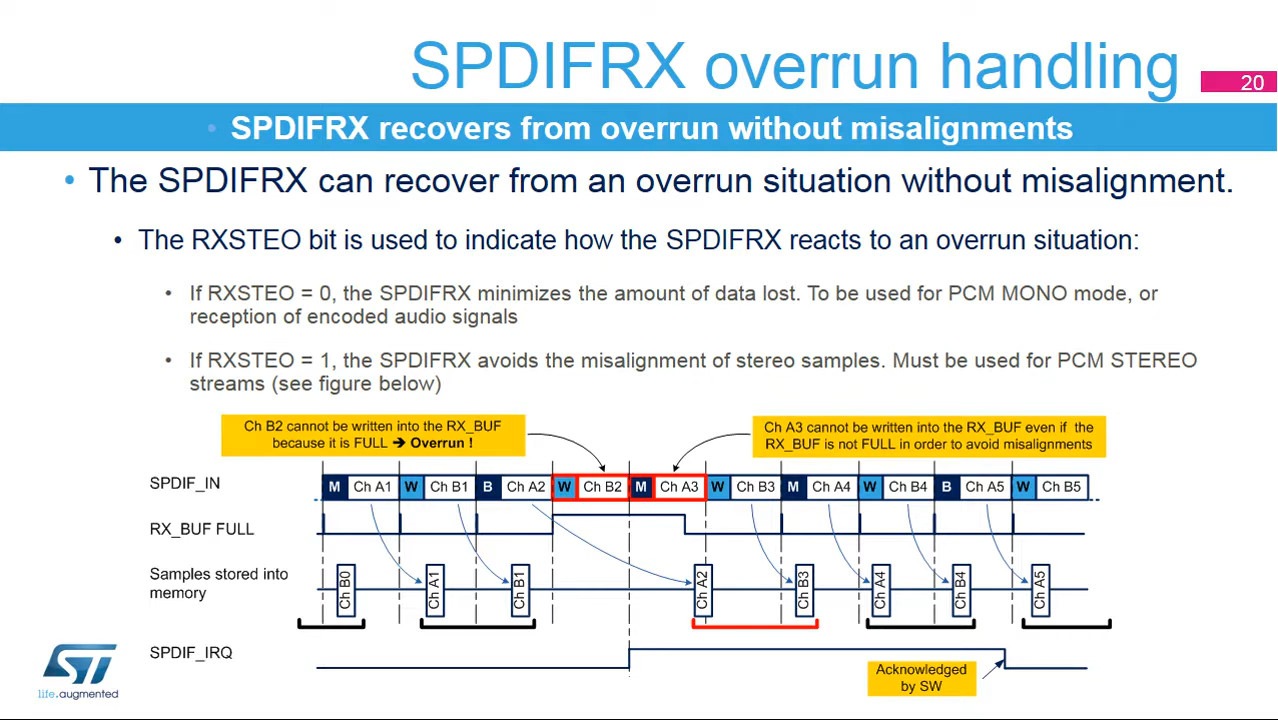 SPDIFRX overrun handling
20
• SPDIFRX recovers from overrun without misalignments
• The SPDIFRX can recover from an overrun situation without misalignment.
• The RXSTEO bit is used to indicate how the SPDIFRX reacts to an overrun situation:
• If RXSTEO = 0, the SPDIFRX minimizes the amount of data lost. To be used for PCM MONO mode, or
reception of encoded audio signals
• If RXSTEO = 1, the SPDIFRX avoids the misalignment of stereo samples. Must be used for PCM STEREO
streams (see figure below)
Ch B2 cannot be written into the RX_BUF
because it is FULL ➔ Overrun !
Ch A3 cannot be written into the RX_BUF even if the
RX_BUF is not FULL in order to avoid misalignments
SPDIF_IN
M Ch A1 W Ch B1 B Ch A2 W Ch B2 M Ch A3 W Ch B3 M Ch A4 W Ch B4 B Ch A5 W Ch B5
RX_BUF FULL
Samples stored into
memory
Ch B0 Ch A1 Ch B1 Ch A2 Ch B3 Ch A4 Ch B4 Ch A5
SPDIF_IRQ
Acknowledged
by SW
ST
life.augmented